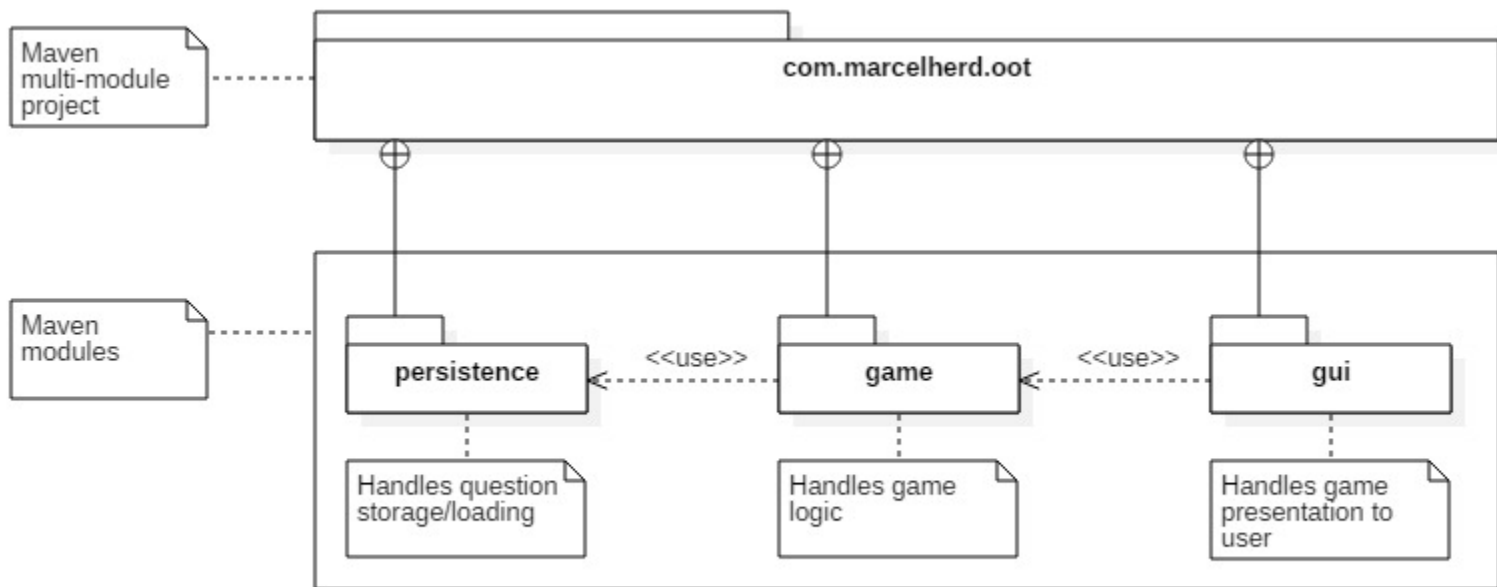 Maven
multi-module
project
com.marcelherd.oot
Maven
modules
persistence
<<use>>
game
<<use>>
gui
Handles question
storage/loading
Handles game
logic
Handles game
presentation to
user